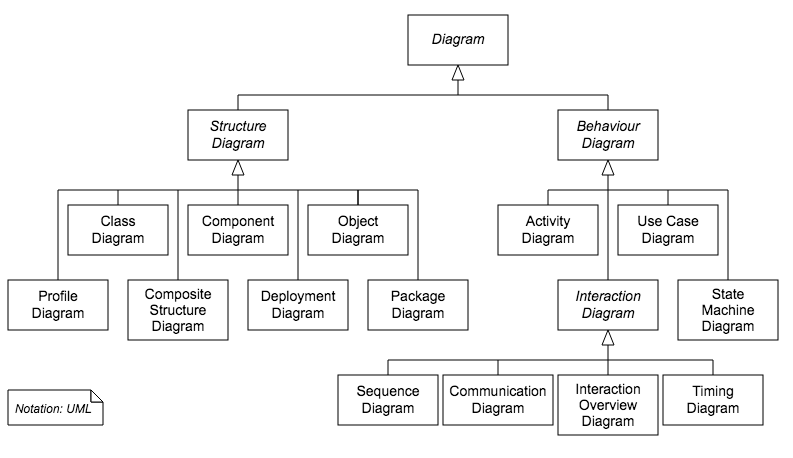 Diagram
Structure
Diagram
Behaviour
Diagram
Class
Diagram
Component
Diagram
Object
Diagram
Activity
Diagram
Use Case
Diagram
Profile
Diagram
Composite
Structure
Diagram
Deployment
Diagram
Package
Diagram
Interaction
Diagram
State
Machine
Diagram
Sequence
Diagram
Communication
Diagram
Interaction
Overview
Diagram
Timing
Diagram
Notation: UML